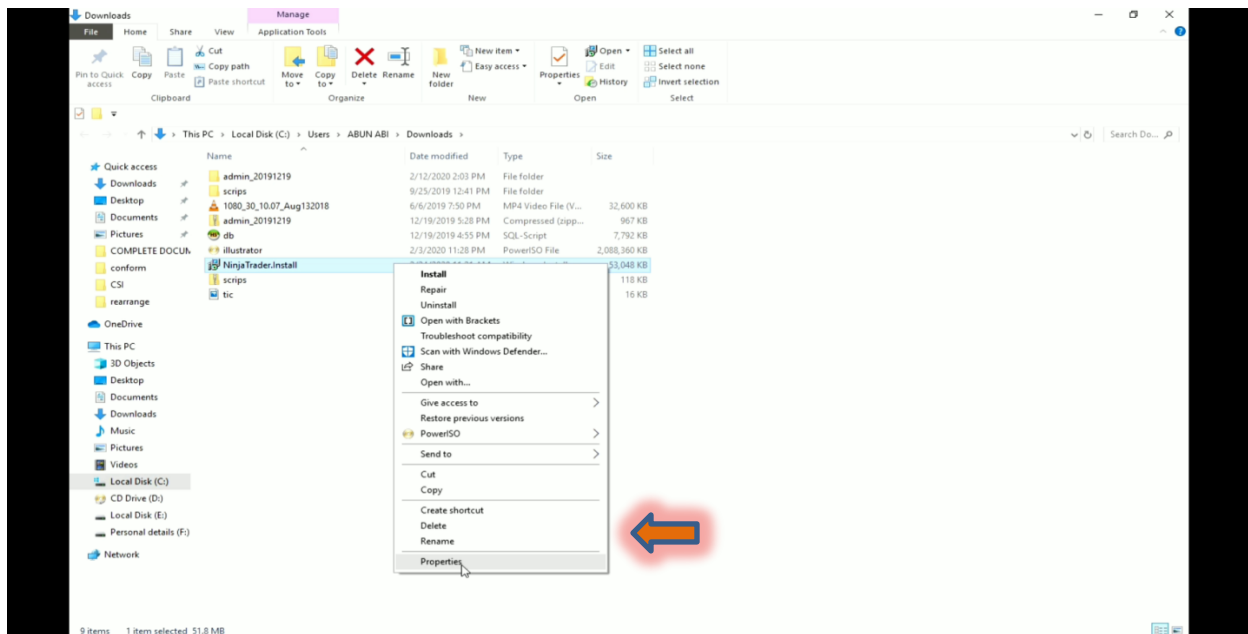 Downloads
Manage
File Home Share View Application Tools
Pin to Quick access
Copy
Paste
Cut
Copy path
Paste shortcut
Clipboard
Move to
Copy to
Delete
Rename
Organize
New folder
New item
Easy access
New
Properties
Open
Edit
History
Open
Select all
Select none
Invert selection
Select
This PC > Local Disk (C:) > Users > ABUN ABI > Downloads >
Search Do...
Name Date modified Type Size
Quick access
Downloads
Desktop
Documents
Pictures
COMPLETE DOCUN
conform
CSI
rearrange
OneDrive
This PC
3D Objects
Desktop
Documents
Downloads
Music
Pictures
Videos
Local Disk (C:)
CD Drive (D:)
Local Disk (E:)
Personal details (F:)
Network
admin_20191219 2/12/2020 2:03 PM File folder
scrips 9/25/2019 12:41 PM File folder
1080_30_10.07_Aug132018 6/6/2019 7:50 PM MP4 Video File (V... 32,600 KB
admin_20191219 12/19/2019 5:28 PM Compressed (zipp... 967 KB
db 12/19/2019 4:55 PM SQL-Script 7,792 KB
illustrator 2/3/2020 11:28 PM PowerISO File 2,088,360 KB
NinjaTrader.Install 53,048 KB
scrips 118 KB
tic 16 KB
Install
Repair
Uninstall
Open with Brackets
Troubleshoot compatibility
Scan with Windows Defender...
Share
Open with...
Give access to
Restore previous versions
PowerISO
Send to
Cut
Copy
Create shortcut
Delete
Rename
Properties
9 items 1 item selected 51.8 MB